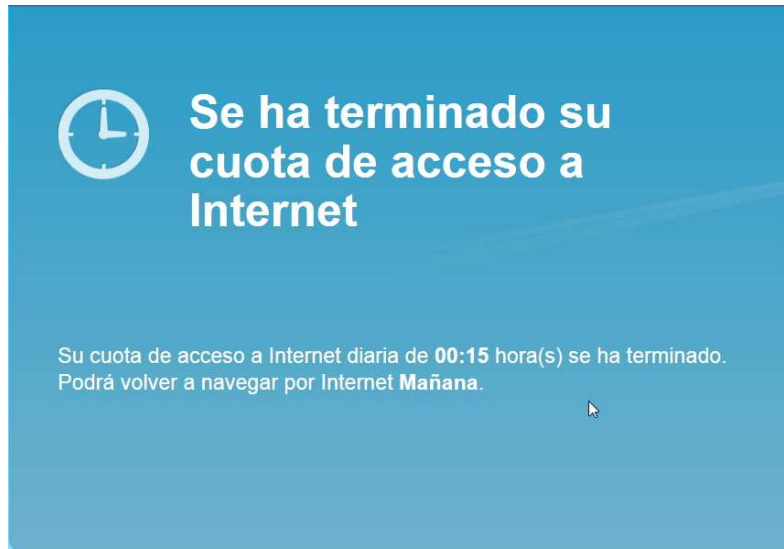 Se ha terminado su
cuota de acceso a
Internet
Su cuota de acceso a Internet diaria de 00:15 hora(s) se ha terminado.
Podrá volver a navegar por Internet Mañana.